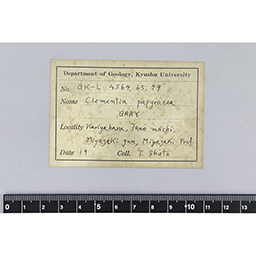 Department of Geology, Kyushu University
No. GK-L 4564, 65, 79
Name Clementia papyracea
GRAY
Locality Kariyabara, Tano machi.
Miyazaki gun, Miyazaki Pref
Date 19 Coll. T. Shuto
0 1 2 3 4 5 6 7 8 9 10 11 12 13